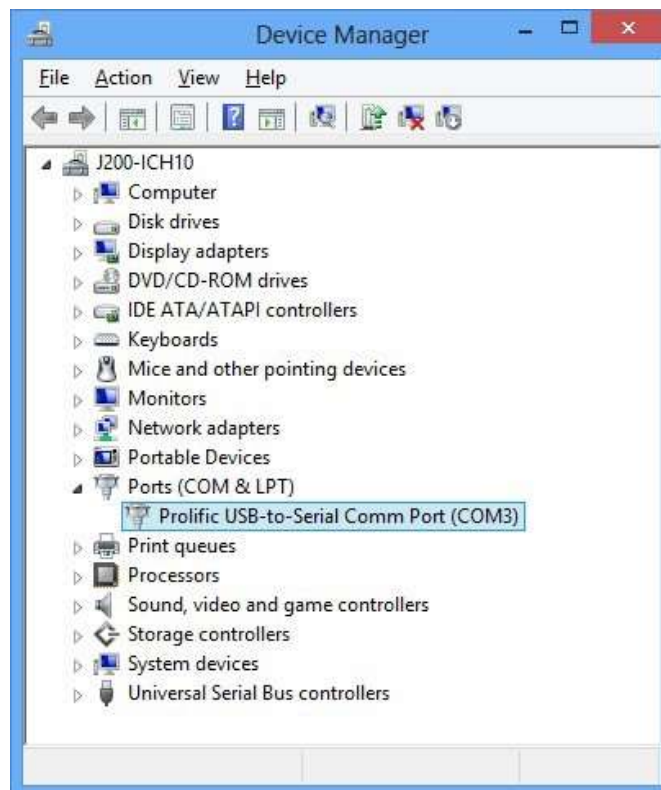 Device Manager
File Action View Help
J200-ICH10
Computer
Disk drives
Display adapters
DVD/CD-ROM drives
IDE ATA/ATAPI controllers
Keyboards
Mice and other pointing devices
Monitors
Network adapters
Portable Devices
Ports (COM & LPT)
Prolific USB-to-Serial Comm Port (COM3)
Print queues
Processors
Sound, video and game controllers
Storage controllers
System devices
Universal Serial Bus controllers